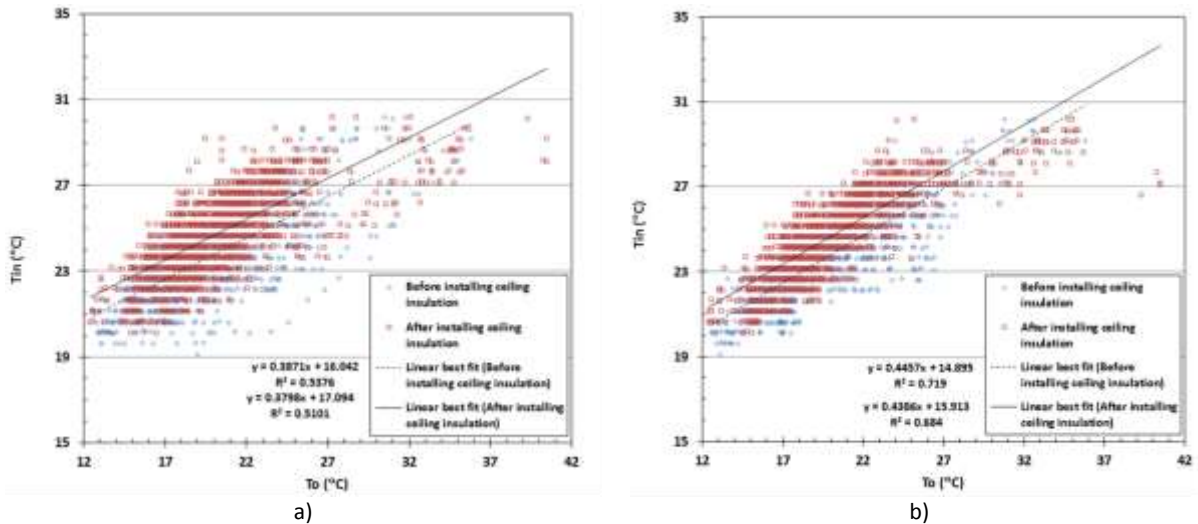 35
31
27
23
19
15
Tin (°C)
Before installing ceiling
insulation
After installing ceiling
insulation
Linear best fit (Before
installing ceiling insulation)
Linear best fit (After installing
ceiling insulation)
y = 0.3871x + 16.042
R² = 0.5376
y = 0.3798x + 17.094
R² = 0.5101
12 17 22 27 32 37 42
To (°C)
a)
35
31
27
23
19
15
Tin (°C)
Before installing ceiling
insulation
After installing ceiling
insulation
Linear best fit (Before
installing ceiling insulation)
Linear best fit (After installing
ceiling insulation)
y = 0.4457x + 14.895
R² = 0.719
y = 0.4386x + 15.913
R² = 0.684
12 17 22 27 32 37 42
To (°C)
b)